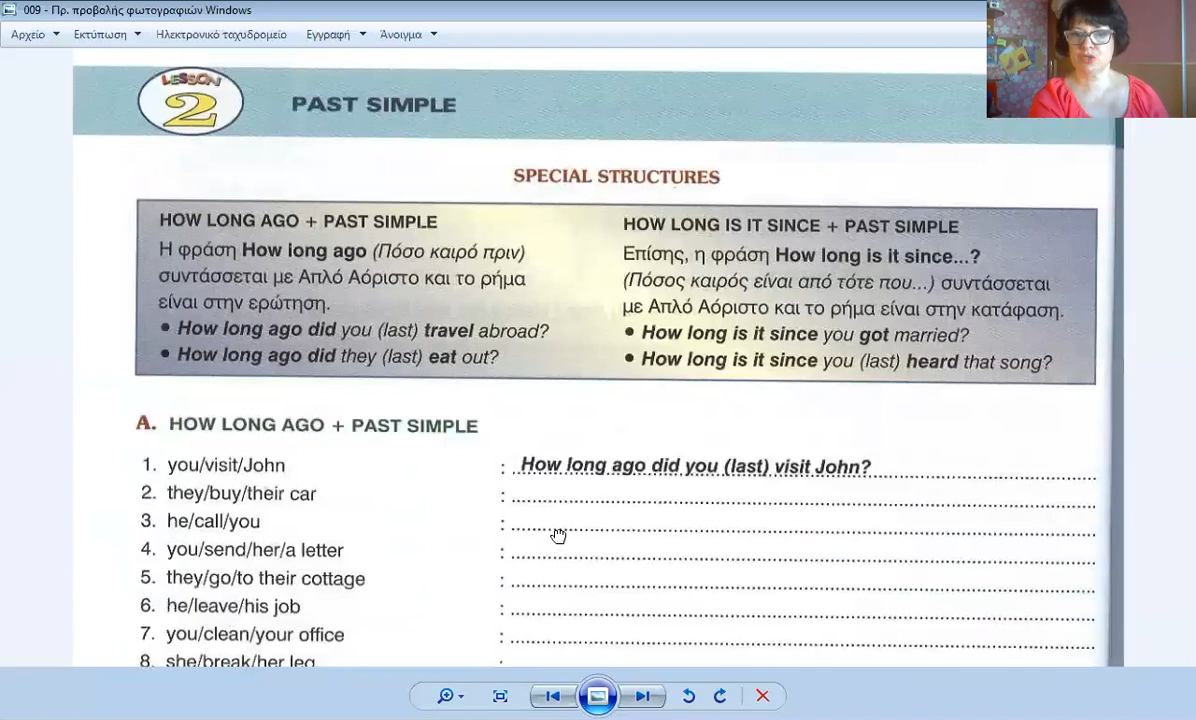 009 - Πρ. προβολής φωτογραφιών Windows
Αρχείο Εκτύπωση Ηλεκτρονικό ταχυδρομείο Εγγραφή Άνοιγμα
LESSON
2
PAST SIMPLE
SPECIAL STRUCTURES
HOW LONG AGO + PAST SIMPLE
Η φράση How long ago (Πόσο καιρό πριν)
συντάσσεται με Απλό Αόριστο και το ρήμα
είναι στην ερώτηση.
• How long ago did you (last) travel abroad?
• How long ago did they (last) eat out?
HOW LONG IS IT SINCE + PAST SIMPLE
Επίσης, η φράση How long is it since...?
(Πόσος καιρός είναι από τότε που...) συντάσσεται
με Απλό Αόριστο και το ρήμα είναι στην κατάφαση.
• How long is it since you got married?
• How long is it since you (last) heard that song?
A. HOW LONG AGO + PAST SIMPLE
1. you/visit/John : How long ago did you (last) visit John?
2. they/buy/their car :
3. he/call/you :
4. you/send/her/a letter :
5. they/go/to their cottage :
6. he/leave/his job :
7. you/clean/your office :
8. she/break/her leg :